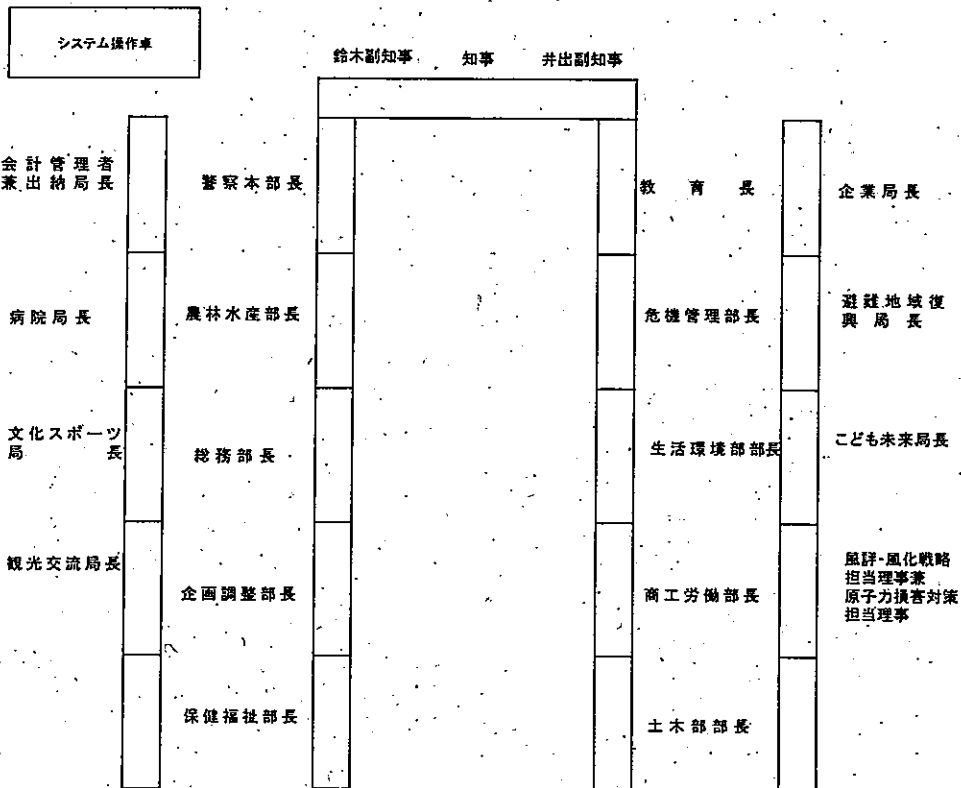 システム操作卓
鈴木副知事 知事 井出副知事
会計管理者
兼出納局長
警察本部長
教育長
企業局長
病院局長
農林水産部長
危機管理部長
避難地域復
興局長
文化スポーツ
局長
総務部長
生活環境部部長
こども未来局長
観光交流局長
企画調整部長
商工労働部長
風評・風化戦略
担当理事兼
原子力損害対策
担当理事
保健福祉部長
土木部部長